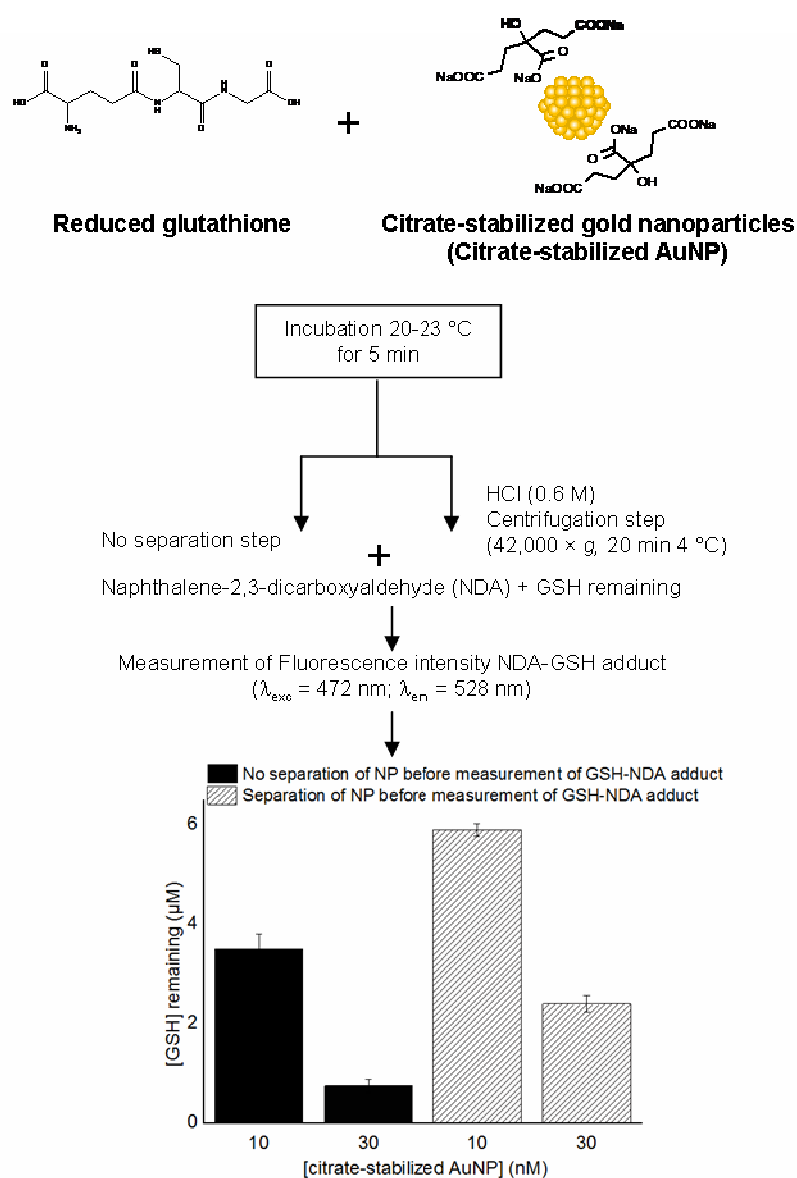 HS
O
O
O
HO
N
H
H
N
OH
NH₂
O
+
HO
COONa
O
NaOOC
NaO
ONa
COONa
O
NaOOC
OH
Reduced glutathione
Citrate-stabilized gold nanoparticles
(Citrate-stabilized AuNP)
Incubation 20-23 °C
for 5 min
HCl (0.6 M)
Centrifugation step
(42,000 × g, 20 min 4 °C)
No separation step
+
Naphthalene-2,3-dicarboxyaldehyde (NDA) + GSH remaining
Measurement of Fluorescence intensity NDA-GSH adduct
(λexc = 472 nm; λem = 528 nm)
No separation of NP before measurement of GSH-NDA adduct
Separation of NP before measurement of GSH-NDA adduct
[GSH] remaining (µM)
6
4
2
0
10 30 10 30
[citrate-stabilized AuNP] (nM)